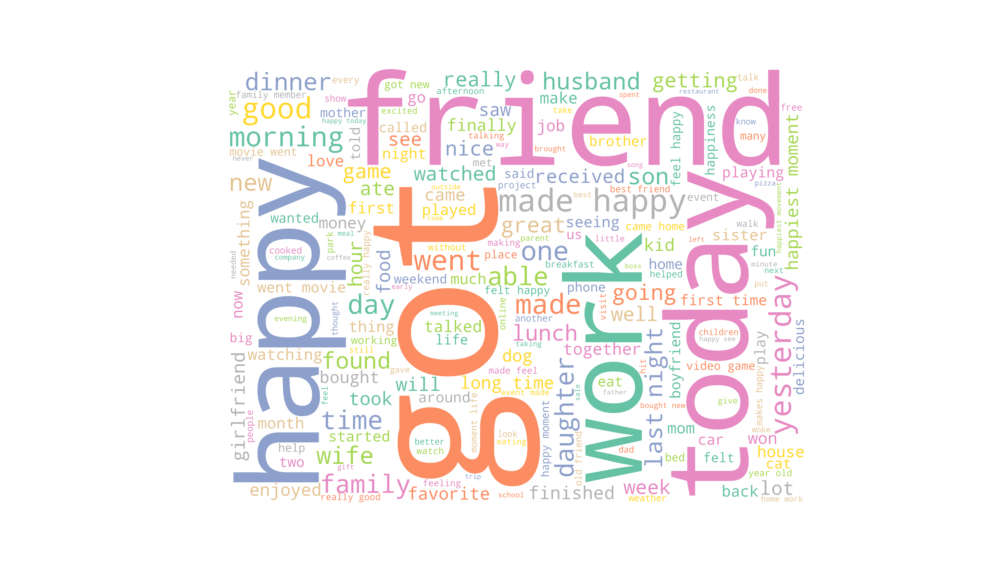 friend
got
happy
today
work
made happy
good
morning
dinner
every
family member
year
show
mother
happy today
movie went
never
love
told
called
night
got new
go
afternoon
excited
see
really
saw
make
finally
talking
way
nice
met
job
brought
husband
take
brother
said
received
son
project
song
best friend
getting
restaurant
spent
talk
done
know
free
many
feel happy
happiness
happiest moment
playing
event
walk
pizza
sister
fun
happiest movement
left
new
something
needed
wanted
cooked
company
meal
park
coffee
money
game
ate
watched
first
hour
really happy
food
came
played
outside
time
without
went
weekend
early
much
great
best
seeing
us
little
place
making
parent
one
able
breakfast
boss
felt happy
phone
another
kid
came home
home
helped
going
visit
well
first time
minute
next
put
yesterday
delicious
now
went movie
evening
big
watching
thought
day
thing
working
still
found
bought
gave
talked
life
meeting
online
made
lunch
taking
together
dog
made feel
long time
event made
will
around
took
time
girlfriend
month
people
help
two
started
feel
wife
enjoyed
family
gift
really good
moment life
better
watch
look
eating
favorite
feeling
trip
school
finished
happy moment
daughter
old friend
sale
eat
father
hit
bought new
last night
boyfriend
children
happy see
video game
give
makes happy
play
mom
dad
car
won
woke
house
cat
bed
felt
week
weather
back
lot
year old
home work